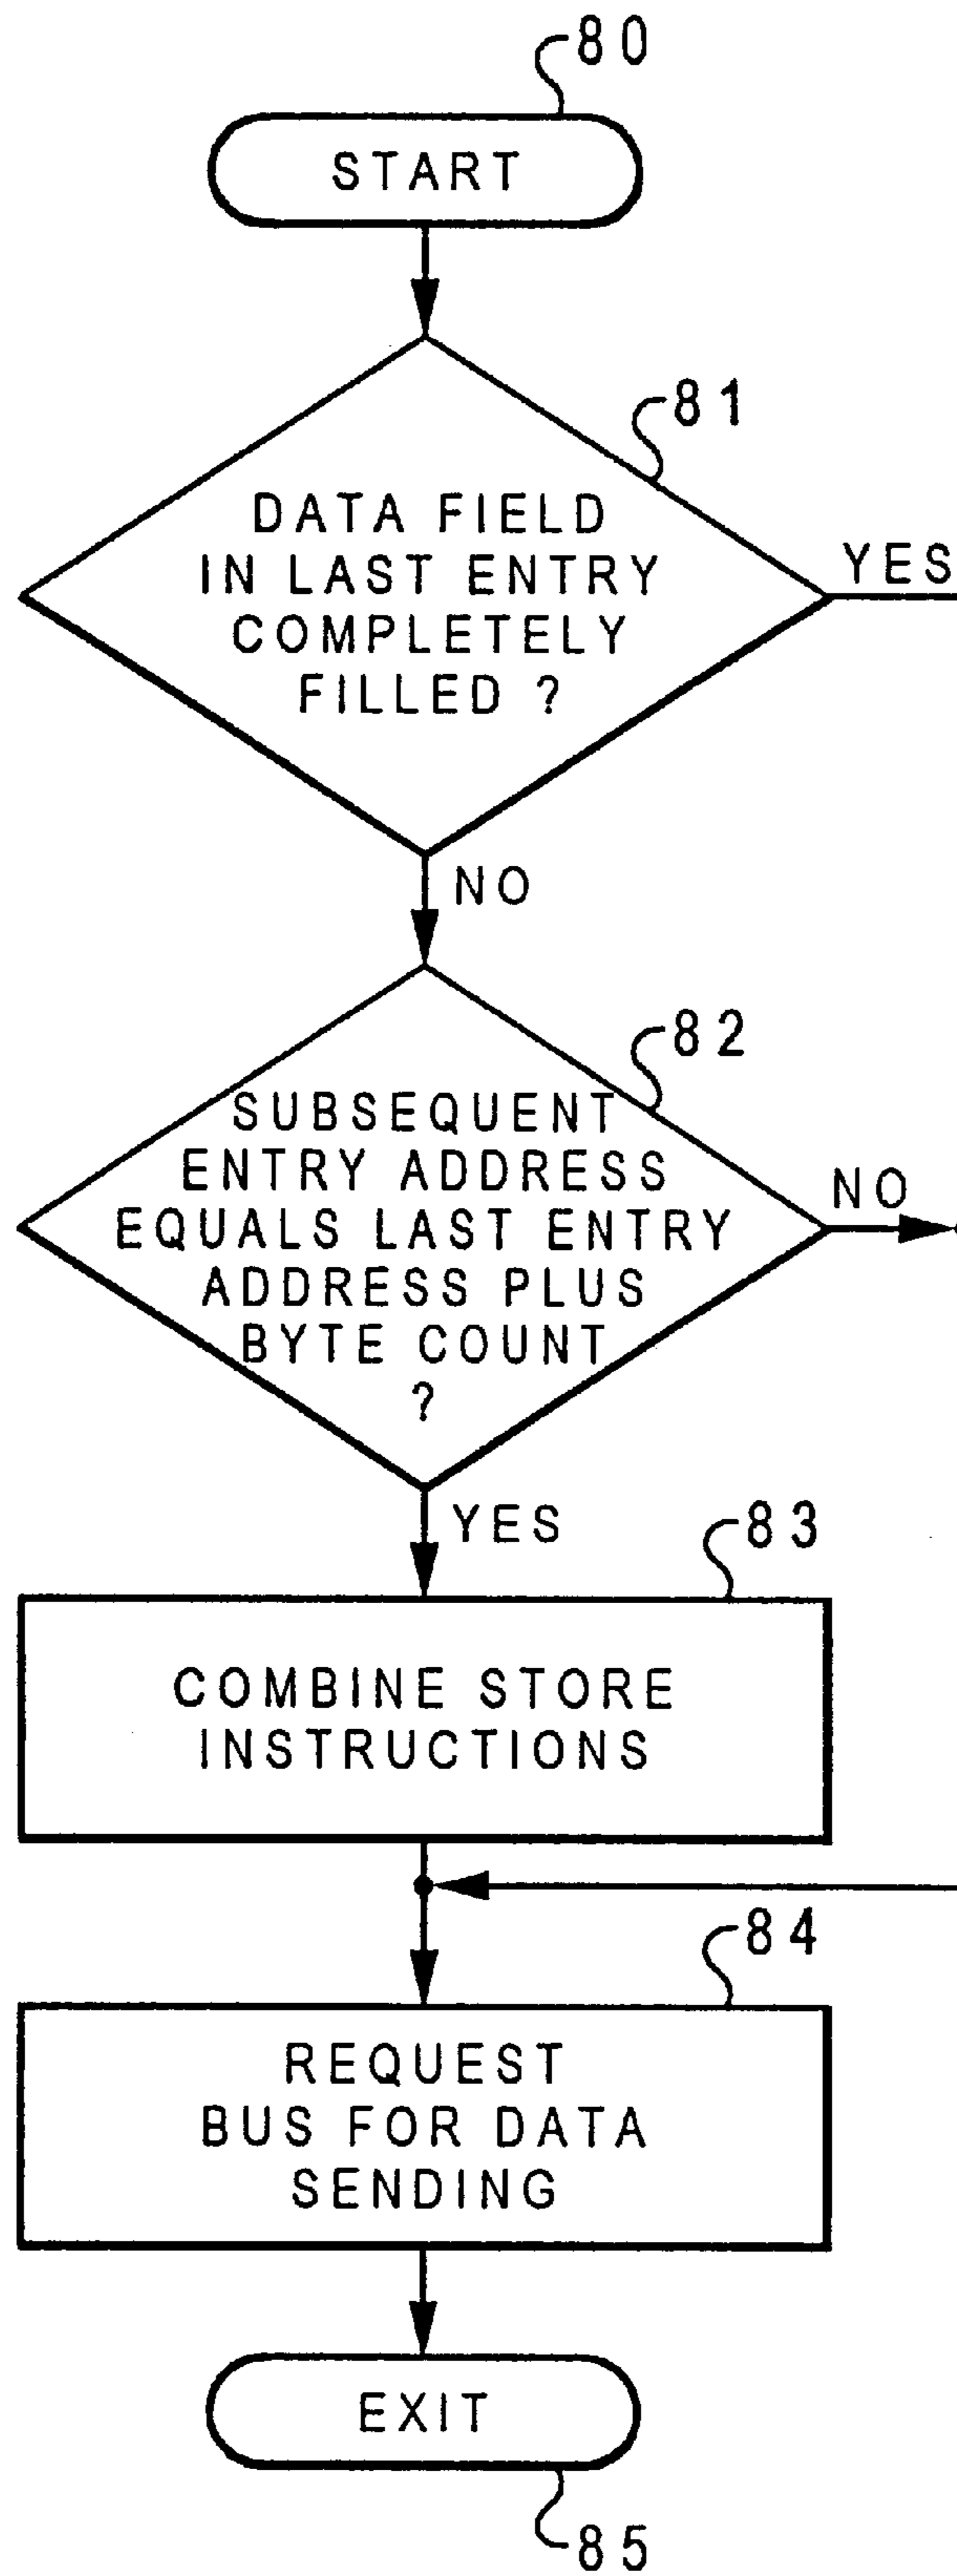 80
START
81
DATA FIELD
IN LAST ENTRY
COMPLETELY
FILLED ?
YES
NO
82
SUBSEQUENT
ENTRY ADDRESS
EQUALS LAST ENTRY
ADDRESS PLUS
BYTE COUNT
?
NO
YES
83
COMBINE STORE
INSTRUCTIONS
84
REQUEST
BUS FOR DATA
SENDING
EXIT
85